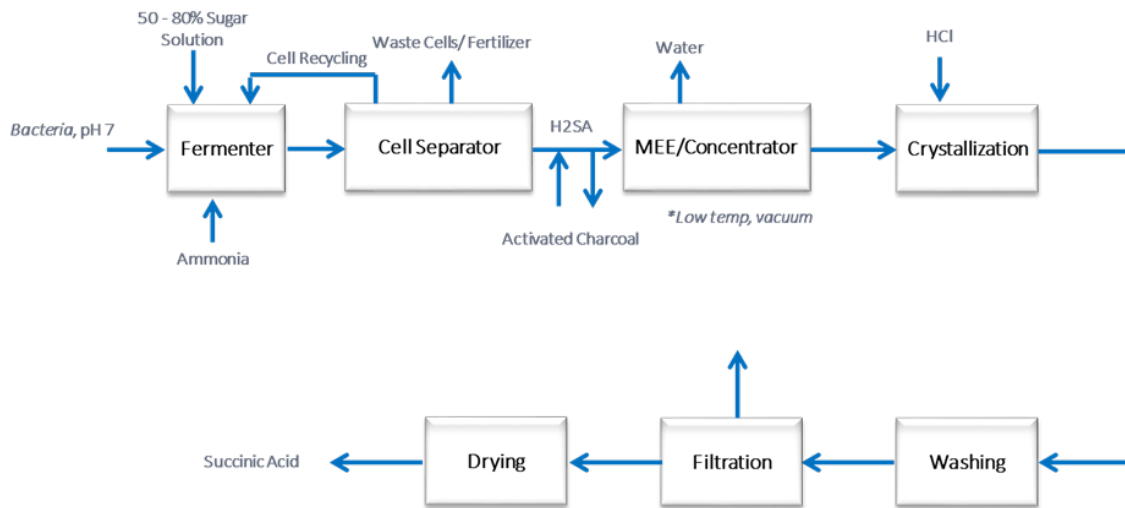 50 - 80% Sugar
Solution
Cell Recycling
Waste Cells/ Fertilizer
Water
HCl
Bacteria, pH 7
Fermenter
Cell Separator
H2SA
MEE/Concentrator
Crystallization
*Low temp, vacuum
Activated Charcoal
Ammonia
Succinic Acid
Drying
Filtration
Washing